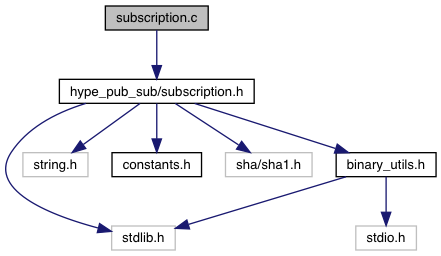 subscription.c
hype_pub_sub/subscription.h
string.h
constants.h
sha/sha1.h
binary_utils.h
stdlib.h
stdio.h